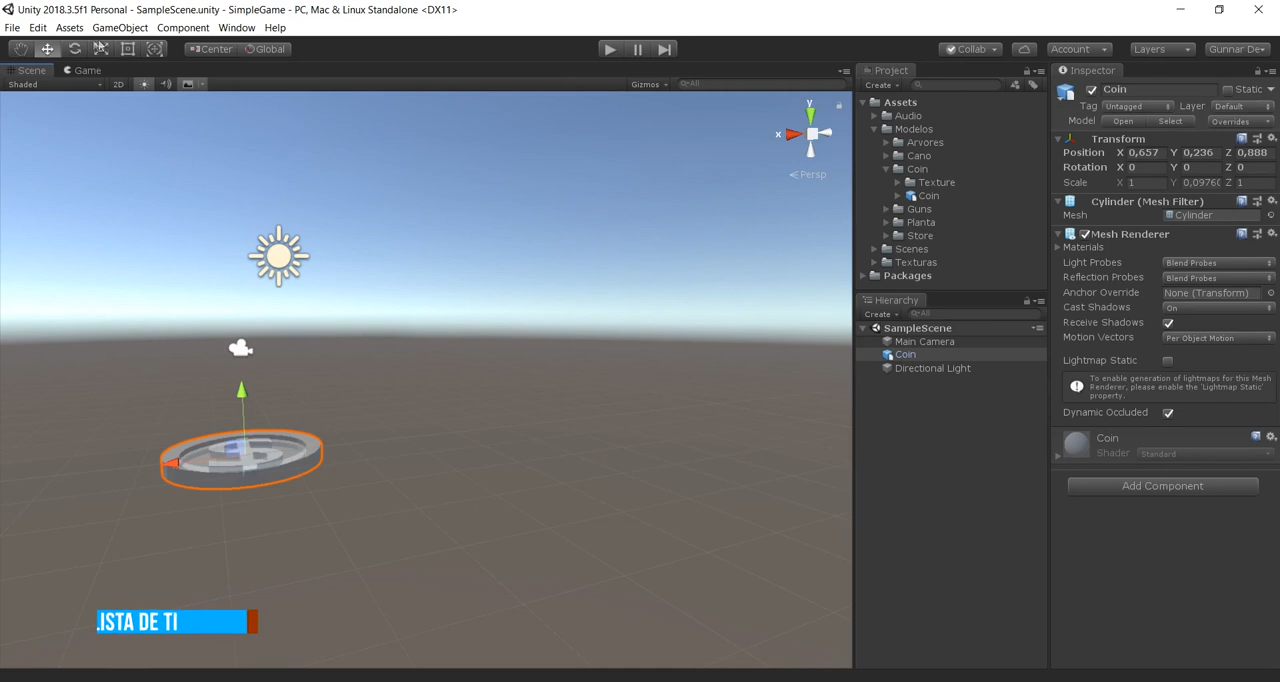 Unity 2018.3.5f1 Personal - SampleScene.unity - SimpleGame - PC, Mac & Linux Standalone <DX11>
File Edit Assets GameObject Component Window Help
Center Global Collab Account Layers Gunnar De
Scene Game
Shaded 2D Gizmos All
y
x
Persp
.ISTA DE TI
Project
Create
Assets
Audio
Modelos
Arvores
Cano
Coin
Texture
Coin
Guns
Planta
Store
Scenes
Texturas
Packages
Hierarchy
Create All
SampleScene
Main Camera
Coin
Directional Light
Inspector
Coin Static
Tag Untagged Layer Default
Model Open Select Overrides
Transform
Position X 0,657 Y 0,236 Z 0,888
Rotation X 0 Y 0 Z 0
Scale X 1 Y 0,0976 Z 1
Cylinder (Mesh Filter)
Mesh Cylinder
Mesh Renderer
Materials
Light Probes Blend Probes
Reflection Probes Blend Probes
Anchor Override None (Transform)
Cast Shadows On
Receive Shadows
Motion Vectors Per Object Motion
Lightmap Static
To enable generation of lightmaps for this Mesh
Renderer, please enable the 'Lightmap Static'
property.
Dynamic Occluded
Coin
Shader Standard
Add Component